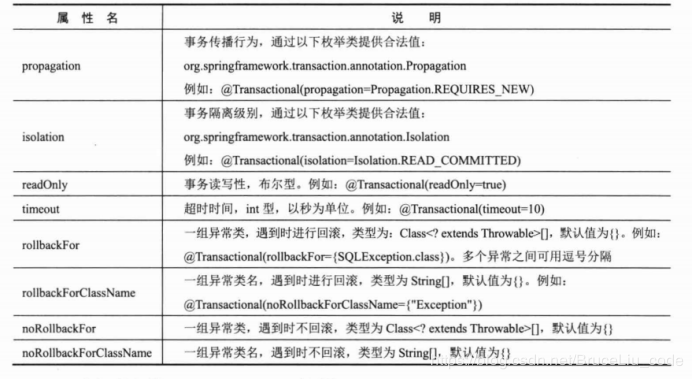 属 性 名 说 明
事务传播行为，通过以下枚举类提供合法值：
propagation org.springframework.transaction.annotation.Propagation
例如：@Transactional(propagation=Propagation.REQUIRES_NEW)
事务隔离级别，通过以下枚举类提供合法值：
isolation org.springframework.transaction.annotation.Isolation
例如：@Transactional(isolation=Isolation.READ_COMMITTED)
readOnly 事务读写性，布尔型。例如：@Transactional(readOnly=true)
timeout 超时时间，int 型，以秒为单位。例如：@Transactional(timeout=10)
rollbackFor 一组异常类，遇到时进行回滚，类型为：Class<? extends Throwable>[]，默认值为{}。例如：
@Transactional(rollbackFor={SQLException.class})。多个异常之间可用逗号分隔
rollbackForClassName 一组异常类名，遇到时进行回滚，类型为 String[]，默认值为{}。例如：
@Transactional(noRollbackForClassName={"Exception"})
noRollbackFor 一组异常类，遇到时不回滚，类型为 Class<? extends Throwable>[]，默认值为{}
noRollbackForClassName 一组异常类名，遇到时不回滚，类型为 String[]，默认值为{}
https://blog.csdn.net/BruceLiu_code